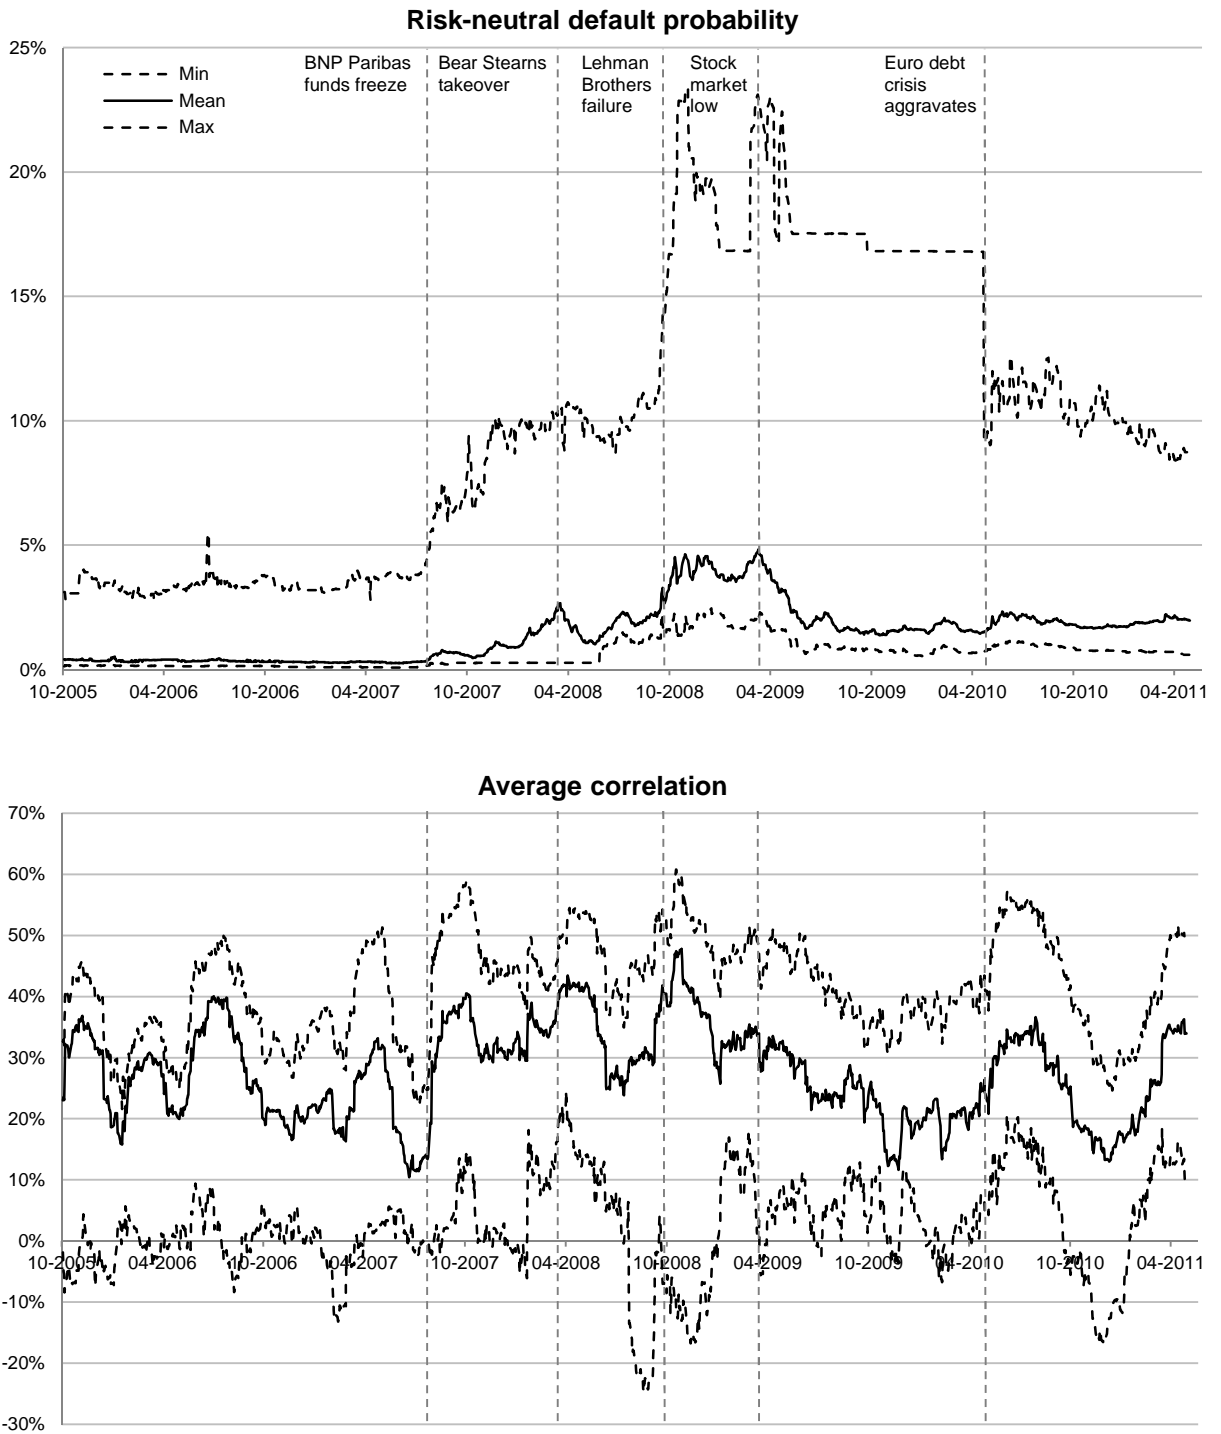 Risk-neutral default probability
25%
Min
Mean
Max
BNP Paribas
funds freeze
Bear Stearns
takeover
Lehman
Brothers
failure
Stock
market
low
Euro debt
crisis
aggravates
20%
15%
10%
5%
0%
10-2005 04-2006 10-2006 04-2007 10-2007 04-2008 10-2008 04-2009 10-2009 04-2010 10-2010 04-2011
Average correlation
70%
60%
50%
40%
30%
20%
10%
0%
10-2005 04-2006 10-2006 04-2007 10-2007 04-2008 10-2008 04-2009 10-2009 04-2010 10-2010 04-2011
-10%
-20%
-30%